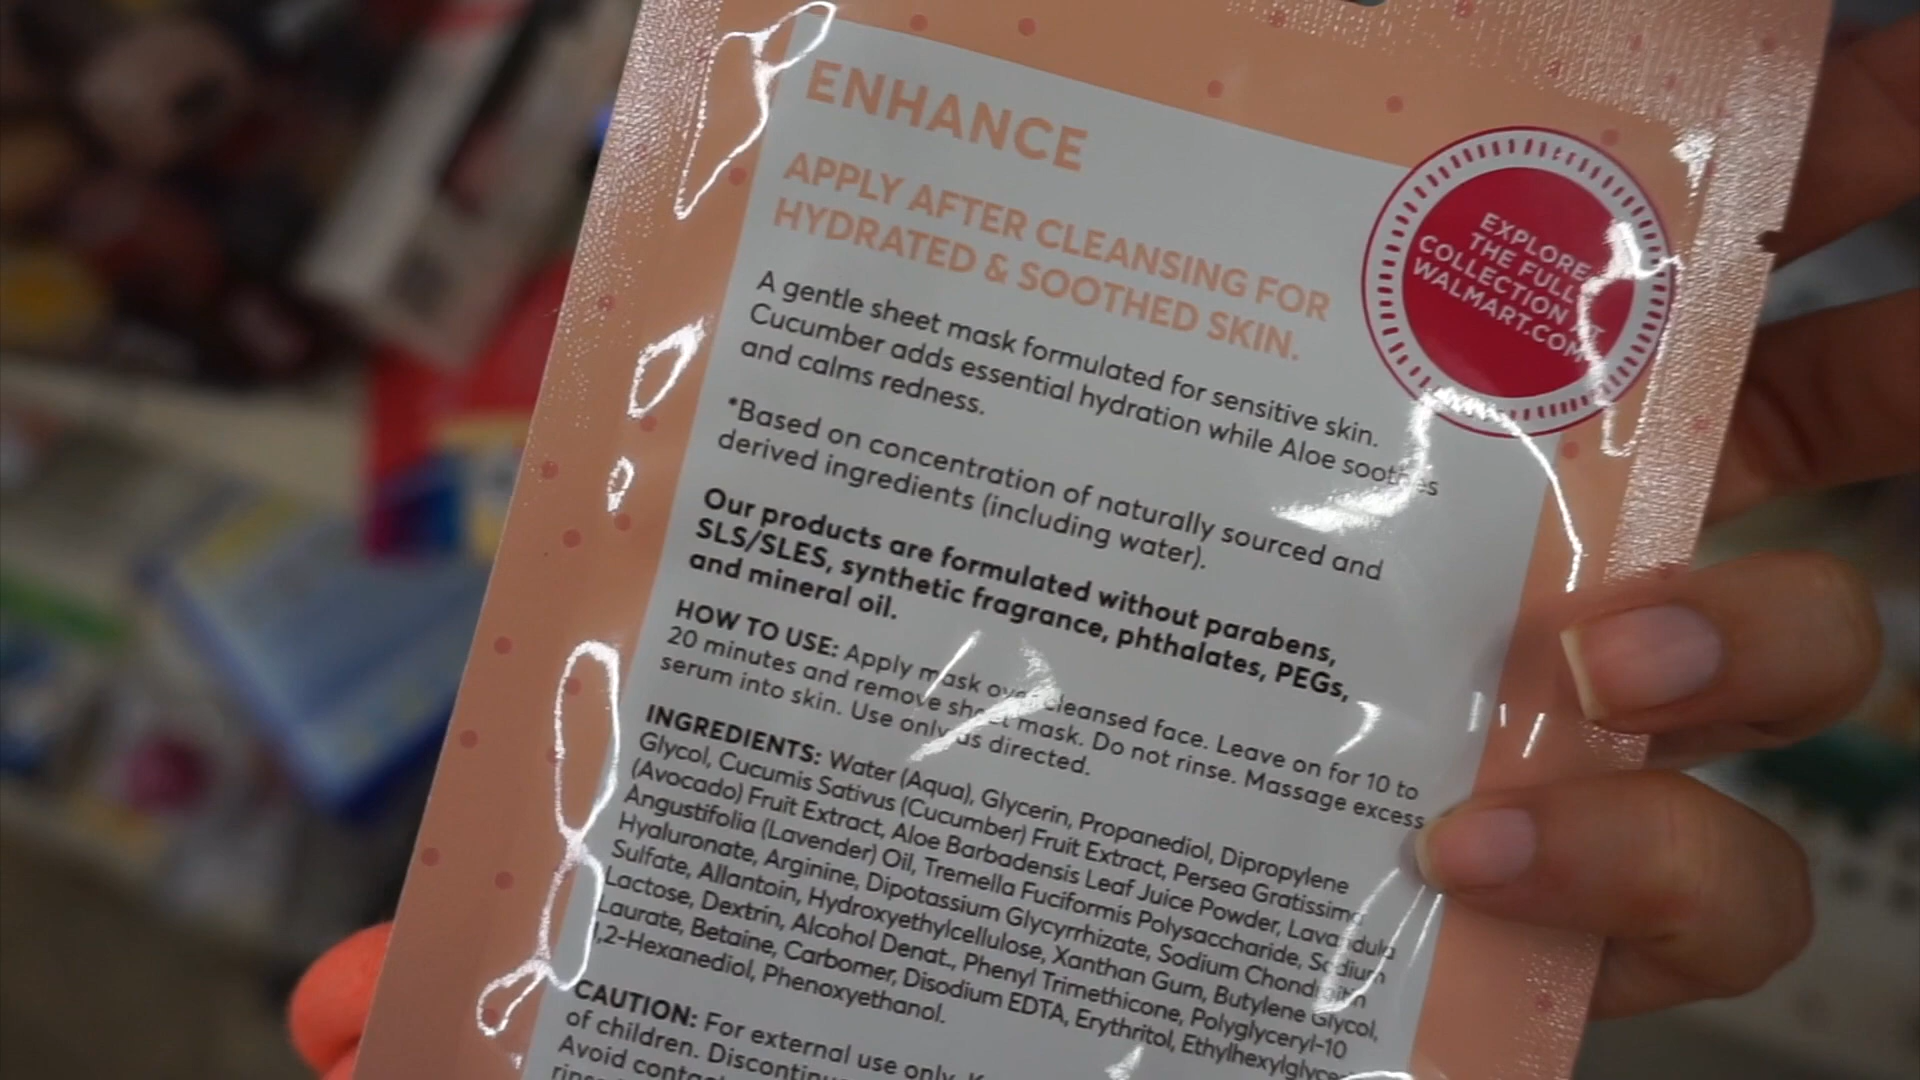 ENHANCE
APPLY AFTER CLEANSING FOR
HYDRATED & SOOTHED SKIN.
EXPLORE
THE FULL
COLLECTION AT
WALMART.COM
A gentle sheet mask formulated for sensitive skin.
Cucumber adds essential hydration while Aloe soothes
and calms redness.
*Based on concentration of naturally sourced and
derived ingredients (including water).
Our products are formulated without parabens,
SLS/SLES, synthetic fragrance, phthalates, PEGs,
and mineral oil.
HOW TO USE: Apply mask over cleansed face. Leave on for 10 to
20 minutes and remove sheet mask. Do not rinse. Massage excess
serum into skin. Use only as directed.
INGREDIENTS: Water (Aqua), Glycerin, Propanediol, Dipropylene
Glycol, Cucumis Sativus (Cucumber) Fruit Extract, Persea Gratissima
(Avocado) Fruit Extract, Aloe Barbadensis Leaf Juice Powder, Lavandula
Angustifolia (Lavender) Oil, Tremella Fuciformis Polysaccharide, Sodium
Hyaluronate, Arginine, Dipotassium Glycyrrhizate, Sodium Chondroitin
Sulfate, Allantoin, Hydroxyethylcellulose, Xanthan Gum, Butylene Glycol,
Lactose, Dextrin, Alcohol Denat., Phenyl Trimethicone, Polyglyceryl-10
Laurate, Betaine, Carbomer, Disodium EDTA, Erythritol,
1,2-Hexanediol, Phenoxyethanol.
CAUTION: For external use only.
of children.
Avoid